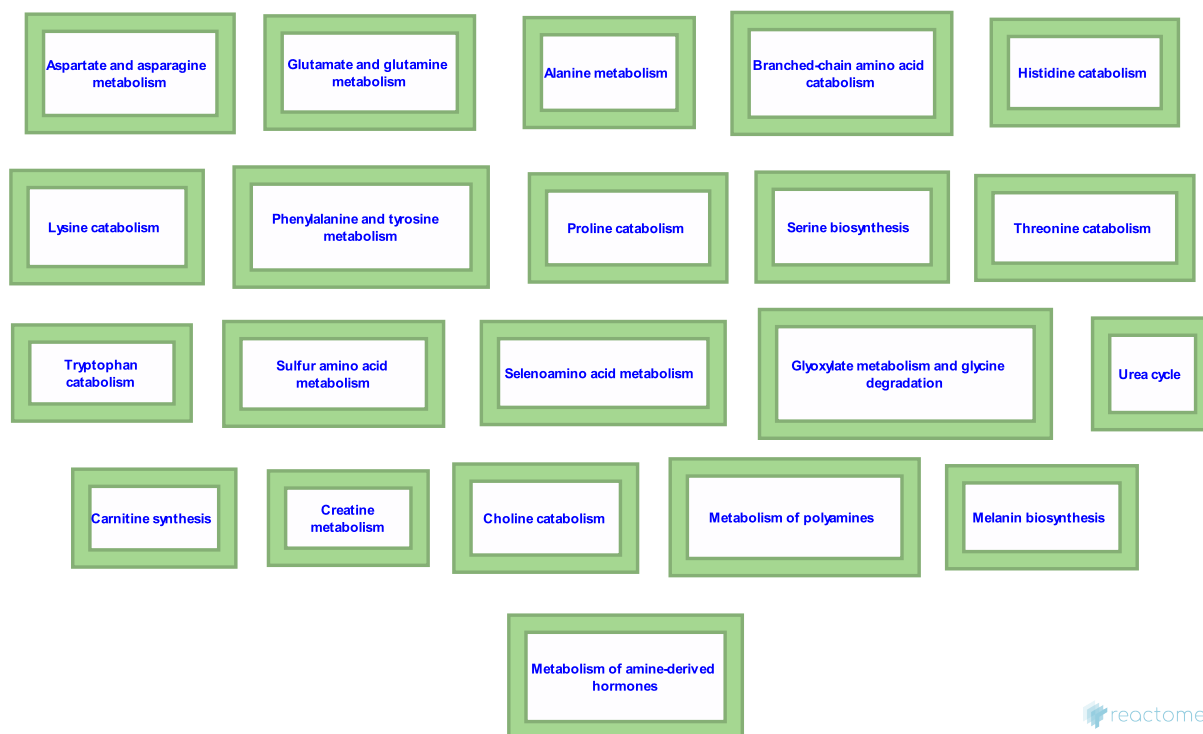 Aspartate and asparagine
metabolism
Glutamate and glutamine
metabolism
Alanine metabolism
Branched-chain amino acid
catabolism
Histidine catabolism
Lysine catabolism
Phenylalanine and tyrosine
metabolism
Proline catabolism
Serine biosynthesis
Threonine catabolism
Tryptophan
catabolism
Sulfur amino acid
metabolism
Selenoamino acid metabolism
Glyoxylate metabolism and glycine
degradation
Urea cycle
Carnitine synthesis
Creatine
metabolism
Choline catabolism
Metabolism of polyamines
Melanin biosynthesis
Metabolism of amine-derived
hormones
reactome